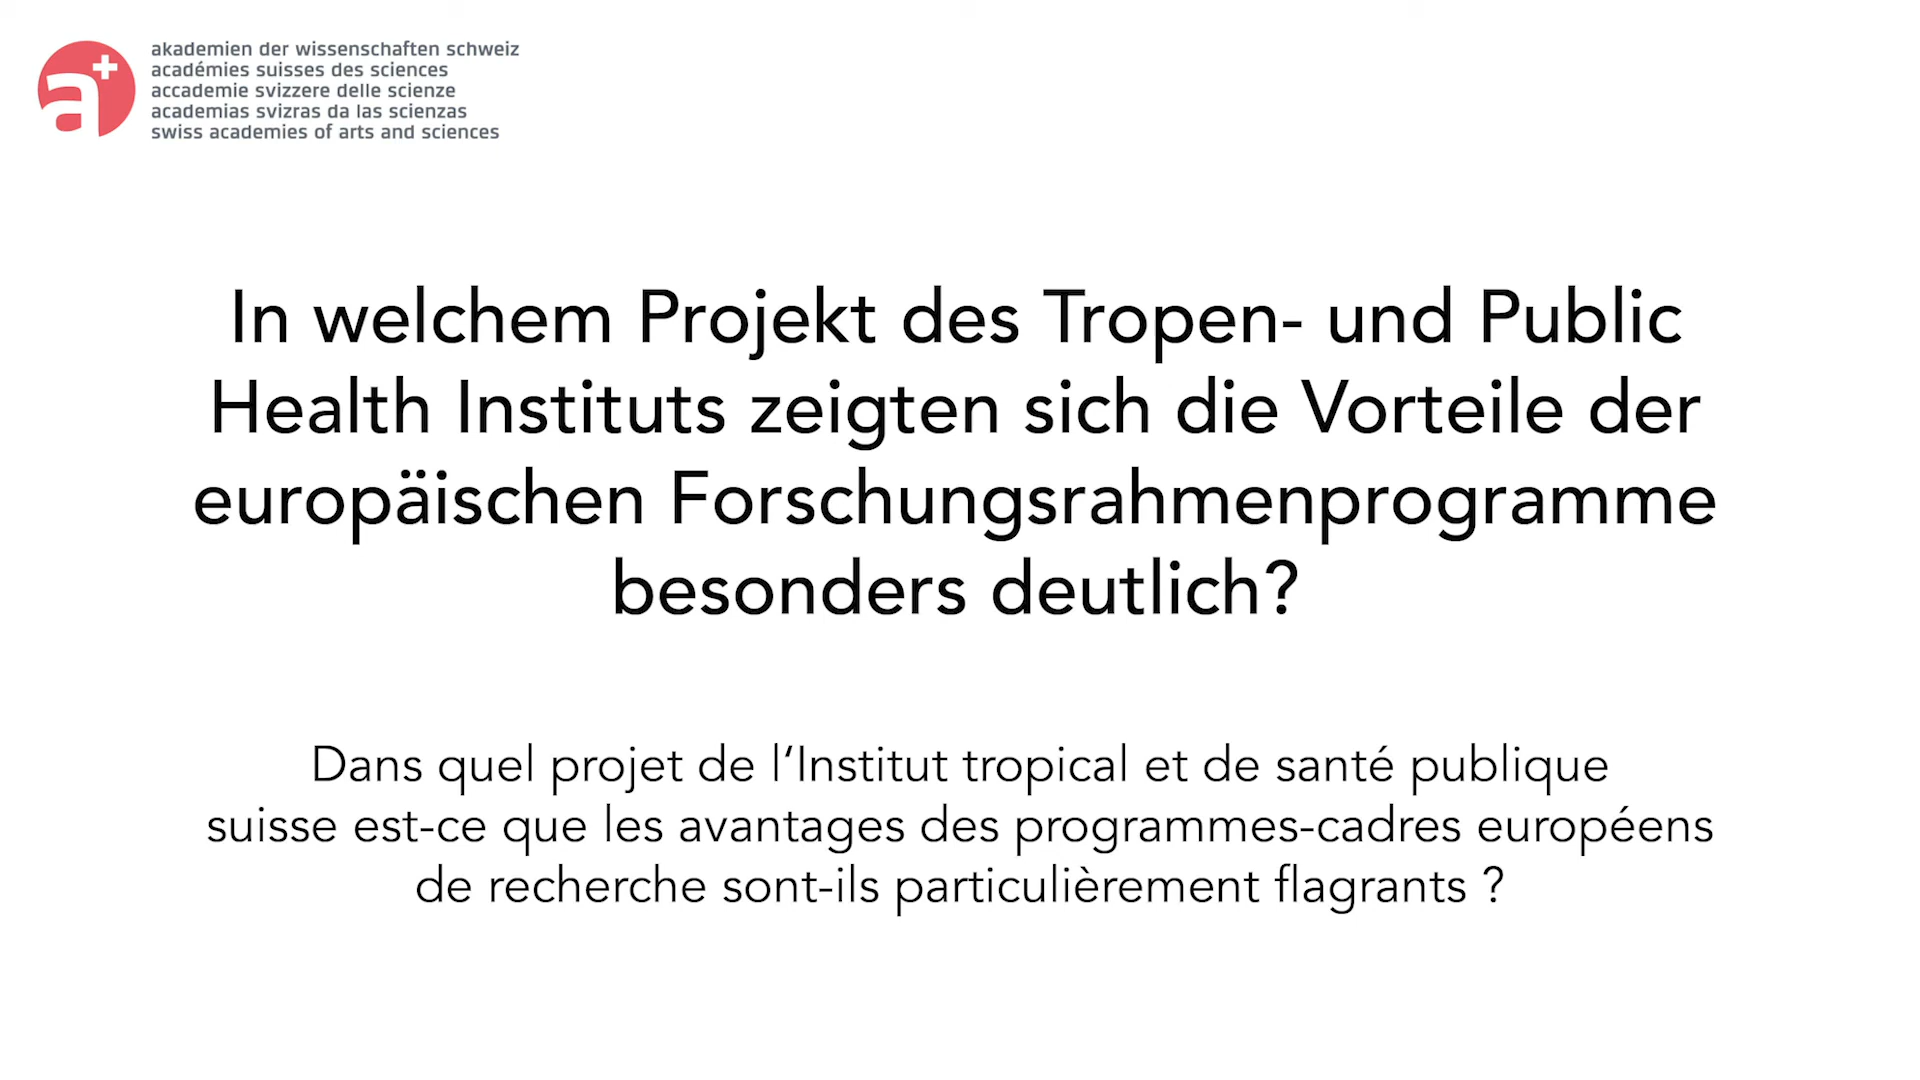 a+
akademien der wissenschaften schweiz
académies suisses des sciences
accademie svizzere delle scienze
academias svizras da las scienzas
swiss academies of arts and sciences
In welchem Projekt des Tropen- und Public
Health Instituts zeigten sich die Vorteile der
europäischen Forschungsrahmenprogramme
besonders deutlich?
Dans quel projet de l‘Institut tropical et de santé publique
suisse est-ce que les avantages des programmes-cadres européens
de recherche sont-ils particulièrement flagrants ?